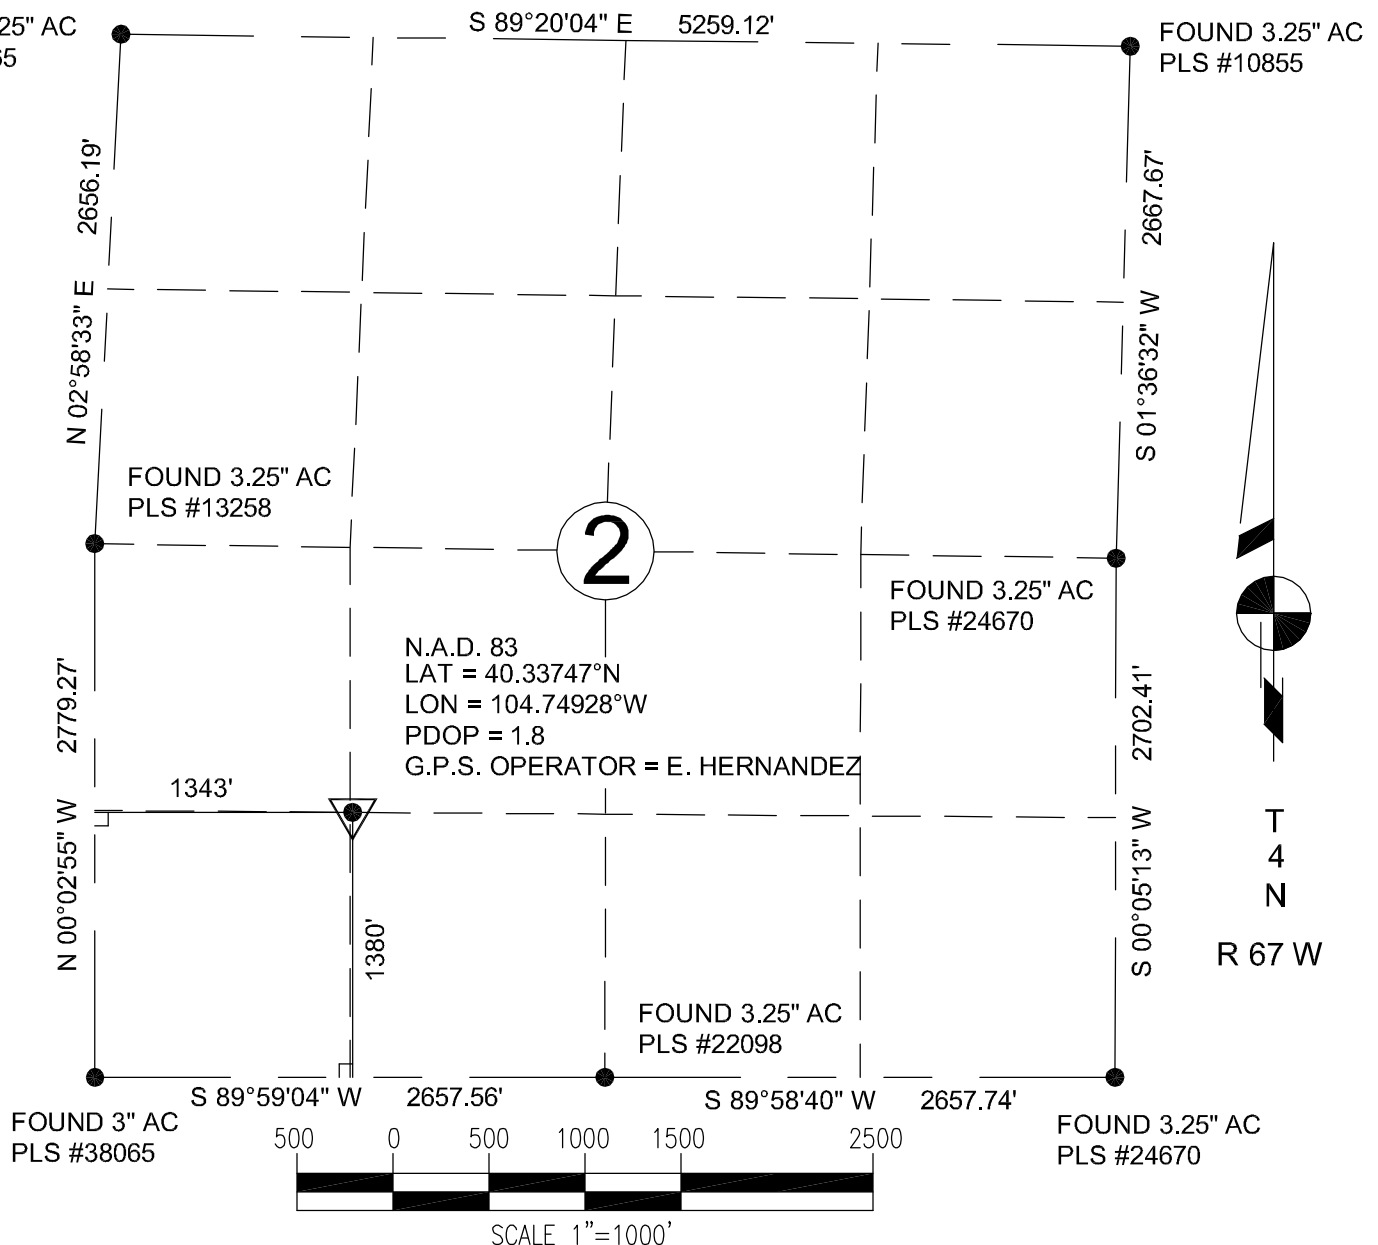 S 89°20'04" E 5259.12'
25" AC
FOUND 3.25" AC
PLS #10855
2656.19'
N 02°58'33" E
2667.67'
S 01°36'32" W
FOUND 3.25" AC
PLS #13258
2
FOUND 3.25" AC
PLS #24670
N.A.D. 83
LAT = 40.33747°N
LON = 104.74928°W
PDOP = 1.8
G.P.S. OPERATOR = E. HERNANDEZ
2779.27'
N 00°02'55" W
1343'
1380'
2702.41'
S 00°05'13" W
T
4
N
R 67 W
FOUND 3.25" AC
PLS #22098
S 89°59'04" W 2657.56'
S 89°58'40" W 2657.74'
FOUND 3" AC
PLS #38065
FOUND 3.25" AC
PLS #24670
500 0 500 1000 1500 2500
SCALE 1"=1000'